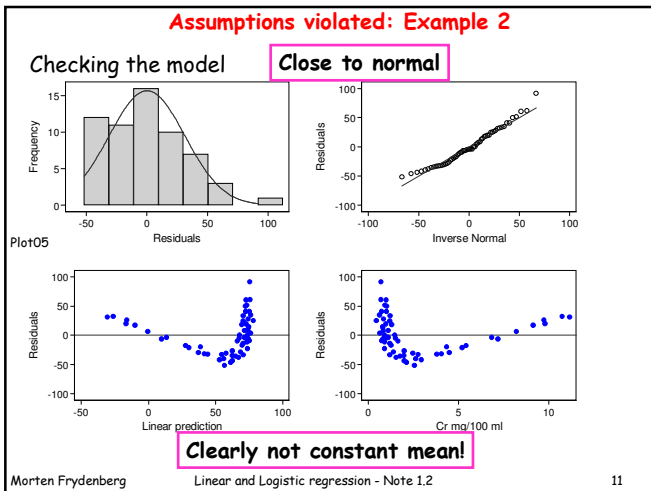 Assumptions violated: Example 2
Checking the model
Close to normal
15
10
5
0
Frequency
-50 0 50 100
Residuals
100
50
0
-50
-100
Residuals
-100 -50 0 50 100
Inverse Normal
Plot05
100
50
0
-50
-100
Residuals
-50 0 50 100
Linear prediction
100
50
0
-50
-100
Residuals
0 5 10
Cr mg/100 ml
Clearly not constant mean!
Morten Frydenberg Linear and Logistic regression - Note 1.2 11